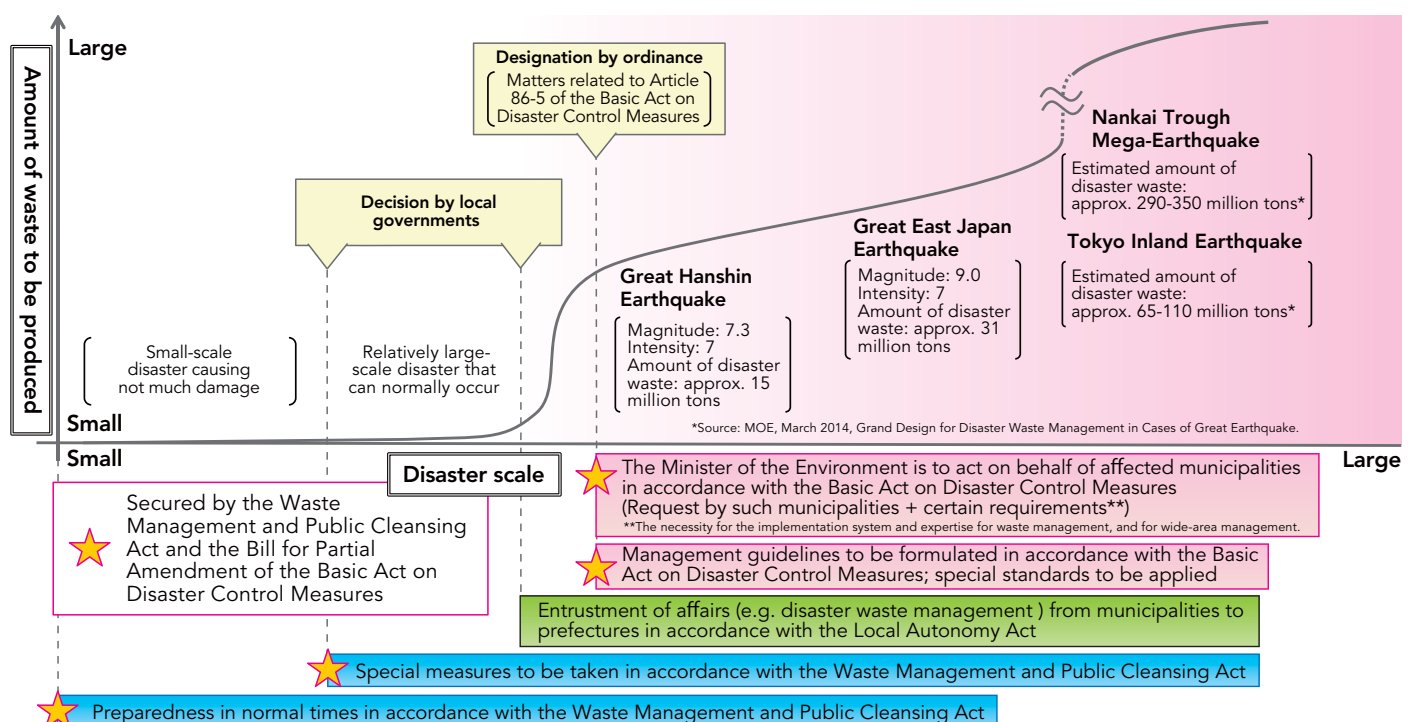 Amount of waste to be produced
Large
Designation by ordinance
Matters related to Article
86-5 of the Basic Act on
Disaster Control Measures
Decision by local
governments
Nankai Trough
Mega-Earthquake
Estimated amount of
disaster waste:
approx. 290-350 million tons*
Great East Japan
Earthquake
Magnitude: 9.0
Intensity: 7
Amount of disaster
waste: approx. 31
million tons
Tokyo Inland Earthquake
Estimated amount of
disaster waste:
approx. 65-110 million tons*
Great Hanshin
Earthquake
Magnitude: 7.3
Intensity: 7
Amount of disaster
waste: approx. 15
million tons
Small-scale
disaster causing
not much damage
Relatively large-
scale disaster that
can normally occur
Small
*Source: MOE, March 2014, Grand Design for Disaster Waste Management in Cases of Great Earthquake.
Small
Disaster scale
Large
Secured by the Waste
Management and Public Cleansing
Act and the Bill for Partial
Amendment of the Basic Act on
Disaster Control Measures
The Minister of the Environment is to act on behalf of affected municipalities
in accordance with the Basic Act on Disaster Control Measures
(Request by such municipalities + certain requirements**)
**The necessity for the implementation system and expertise for waste management, and for wide-area management.
Management guidelines to be formulated in accordance with the Basic
Act on Disaster Control Measures; special standards to be applied
Entrustment of affairs (e.g. disaster waste management ) from municipalities to
prefectures in accordance with the Local Autonomy Act
Special measures to be taken in accordance with the Waste Management and Public Cleansing Act
Preparedness in normal times in accordance with the Waste Management and Public Cleansing Act